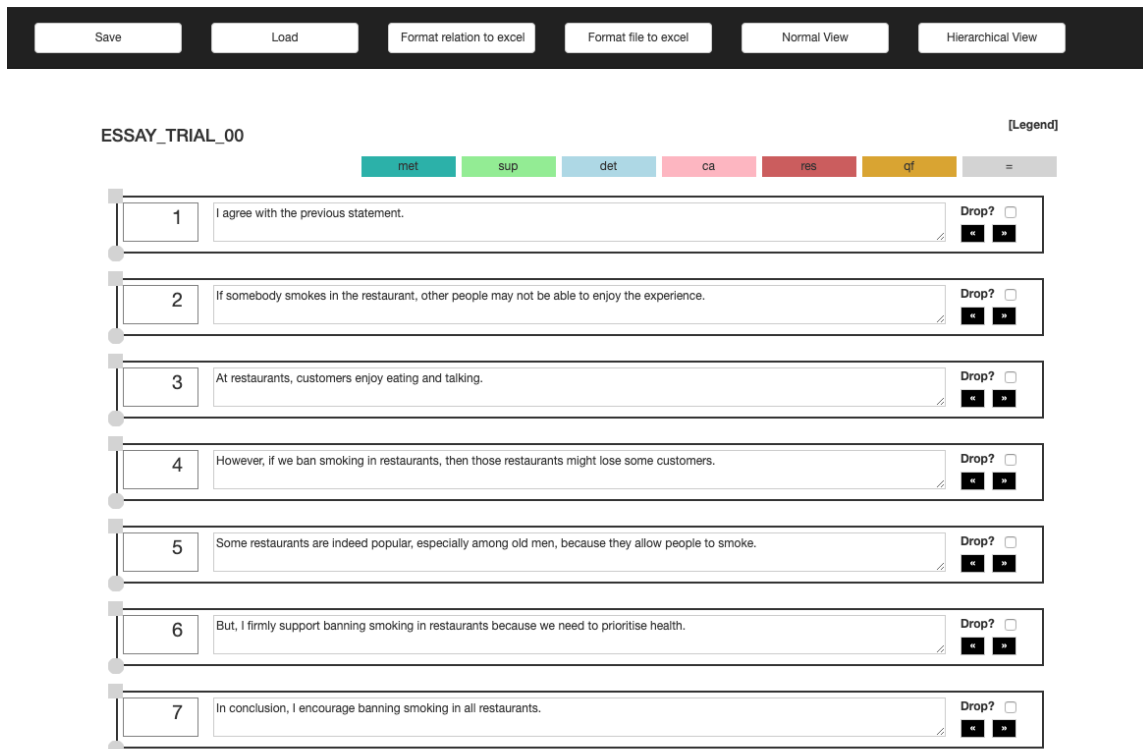 Save Load Format relation to excel Format file to excel Normal View Hierarchical View
[Legend]
ESSAY_TRIAL_00
met sup det ca res qf =
1 I agree with the previous statement. Drop?
« »
2 If somebody smokes in the restaurant, other people may not be able to enjoy the experience. Drop?
« »
3 At restaurants, customers enjoy eating and talking. Drop?
« »
4 However, if we ban smoking in restaurants, then those restaurants might lose some customers. Drop?
« »
5 Some restaurants are indeed popular, especially among old men, because they allow people to smoke. Drop?
« »
6 But, I firmly support banning smoking in restaurants because we need to prioritise health. Drop?
« »
7 In conclusion, I encourage banning smoking in all restaurants. Drop?
« »